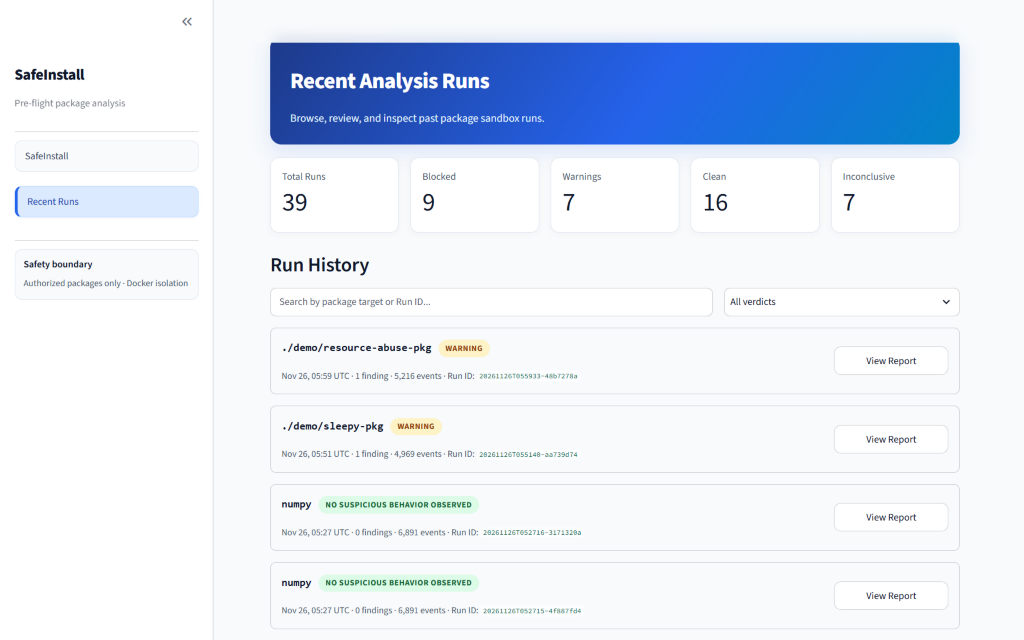 SafeInstall
Pre-flight package analysis
SafeInstall
Recent Runs
Safety boundary
Authorized packages only · Docker isolation
Recent Analysis Runs
Browse, review, and inspect past package sandbox runs.
Total Runs
39
Blocked
9
Warnings
7
Clean
16
Inconclusive
7
Run History
Search by package target or Run ID...
All verdicts
./demo/resource-abuse-pkg WARNING
Nov 26, 05:59 UTC · 1 finding · 5,216 events · Run ID: 20261126T055933-48b7278a
View Report
./demo/sleepy-pkg WARNING
Nov 26, 05:51 UTC · 1 finding · 4,969 events · Run ID: 20261126T055140-aa739d74
View Report
numpy NO SUSPICIOUS BEHAVIOR OBSERVED
Nov 26, 05:27 UTC · 0 findings · 6,891 events · Run ID: 20261126T052716-3171320a
View Report
numpy NO SUSPICIOUS BEHAVIOR OBSERVED
Nov 26, 05:27 UTC · 0 findings · 6,891 events · Run ID: 20261126T052715-4f887fd4
View Report